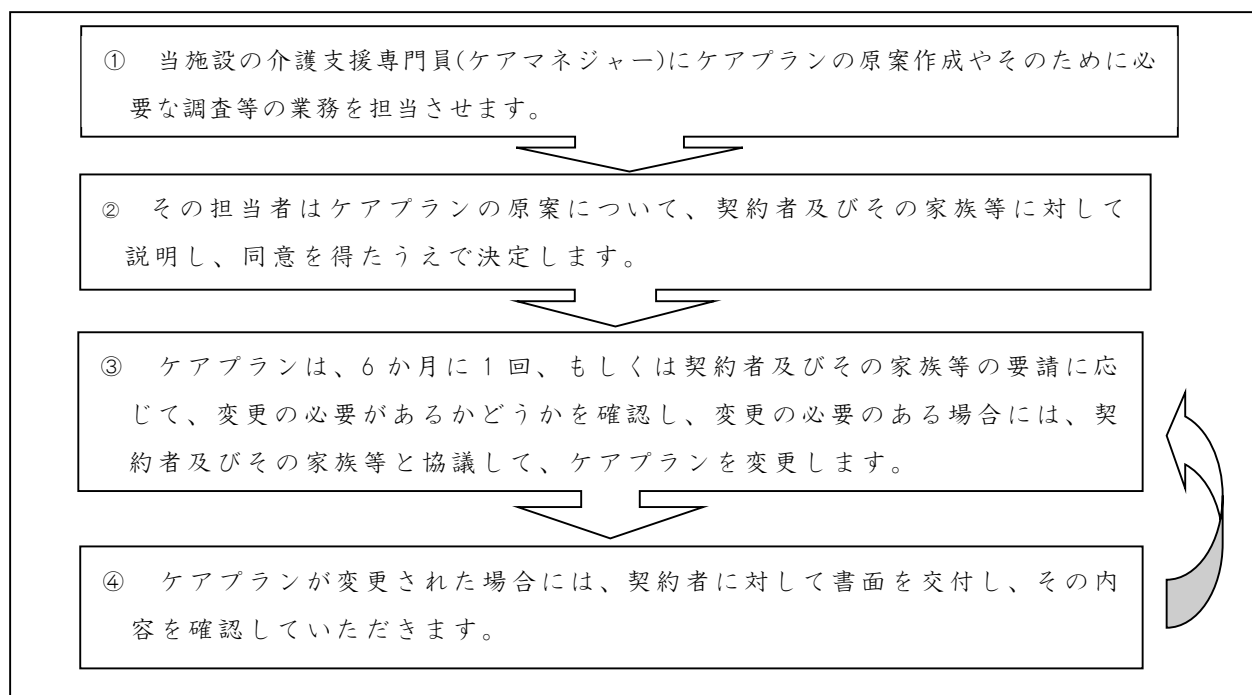 ① 当施設の介護支援専門員(ケアマネジャー)にケアプランの原案作成やそのために必
要な調査等の業務を担当させます。
② その担当者はケアプランの原案について、契約者及びその家族等に対して
説明し、同意を得たうえで決定します。
③ ケアプランは、6か月に1回、もしくは契約者及びその家族等の要請に応
じて、変更の必要があるかどうかを確認し、変更の必要のある場合には、契
約者及びその家族等と協議して、ケアプランを変更します。
④ ケアプランが変更された場合には、契約者に対して書面を交付し、その内
容を確認していただきます。